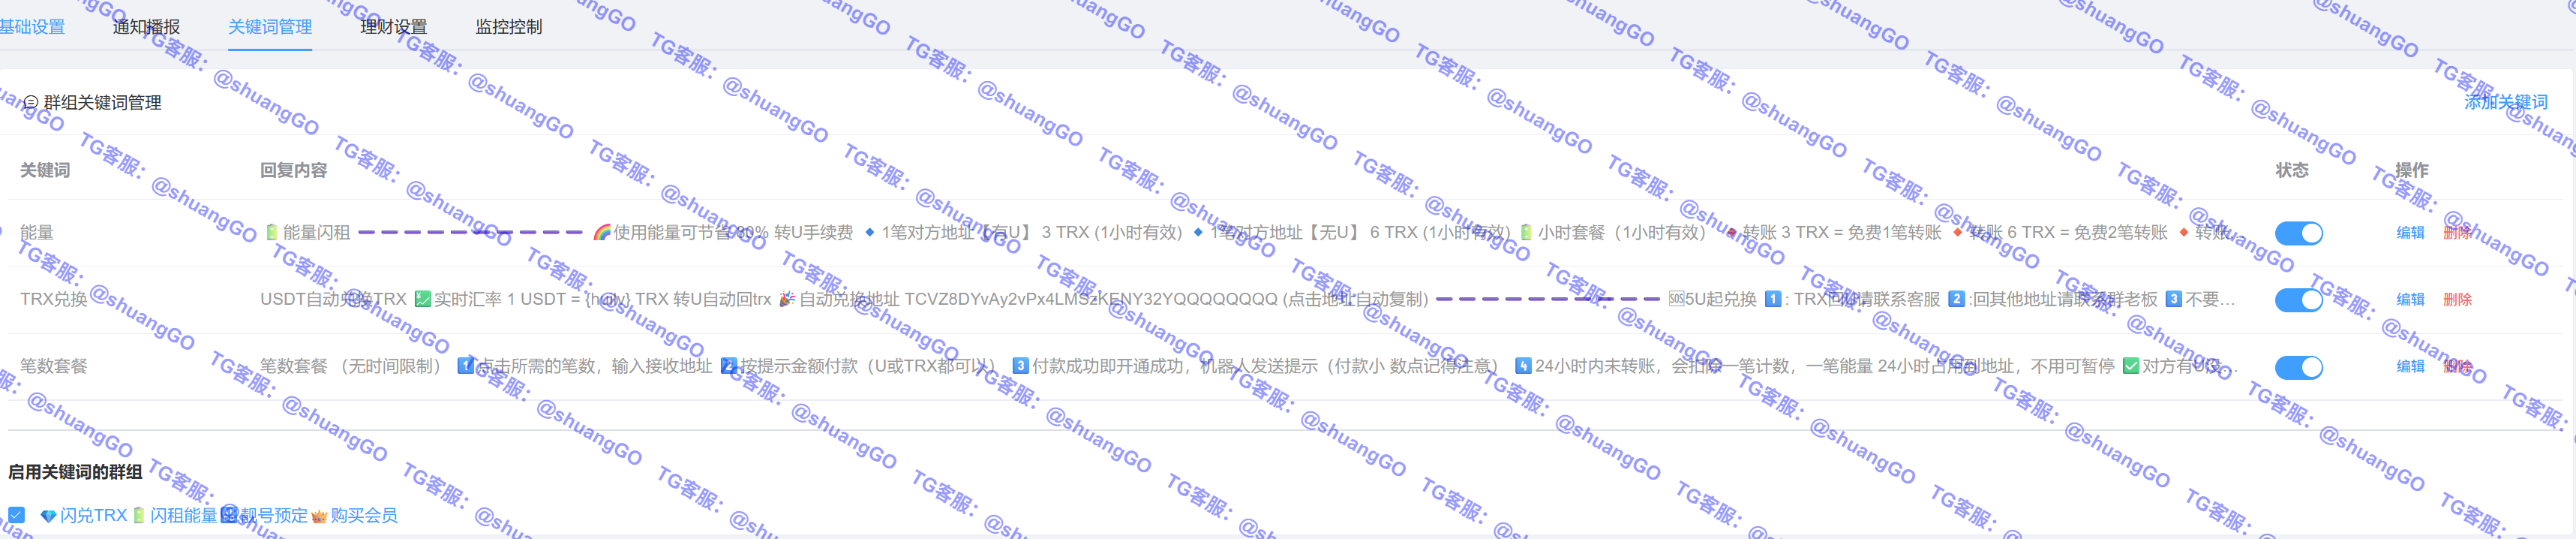 基础设置 通知播报 关键词管理 理财设置 监控控制
群组关键词管理 添加关键词
关键词 回复内容 状态 操作
能量 🔋能量闪租 ━ ━ ━ ━ ━ ━ ━ ━ ━ ━ 🌈使用能量可节省 80% 转U手续费 🔹 1笔对方地址【有U】 3 TRX (1小时有效) 🔹 1笔对方地址【无U】 6 TRX (1小时有效) 🔋小时套餐（1小时有效） 🔸转账 3 TRX = 免费1笔转账 🔸转账 6 TRX = 免费2笔转账 🔸转账... 编辑 删除
TRX兑换 USDT自动兑换TRX 💹实时汇率 1 USDT = {huilv} TRX 转U自动回trx 🎉 自动兑换地址 TCVZ8DYvAy2vPx4LMSzKENY32YQQQQQQQQ (点击地址自动复制) ━ ━ ━ ━ ━ ━ ━ ━ ━ ━ 🆘5U起兑换 1️⃣ : TRX回U请联系客服 2️⃣ :回其他地址请联系群老板 3️⃣ 不要... 编辑 删除
笔数套餐 笔数套餐 （无时间限制） 1️⃣点击所需的笔数，输入接收地址 2️⃣按提示金额付款（U或TRX都可以） 3️⃣付款成功即开通成功，机器人发送提示（付款小 数点记得注意） 4️⃣24小时内未转账，会扣除一笔计数，一笔能量 24小时占用到地址，不用可暂停 ✅对方有U没... 编辑 删除
启用关键词的群组
💎闪兑TRX🔋闪租能量 靓号预定👑购买会员
TG客服：@shuangGO